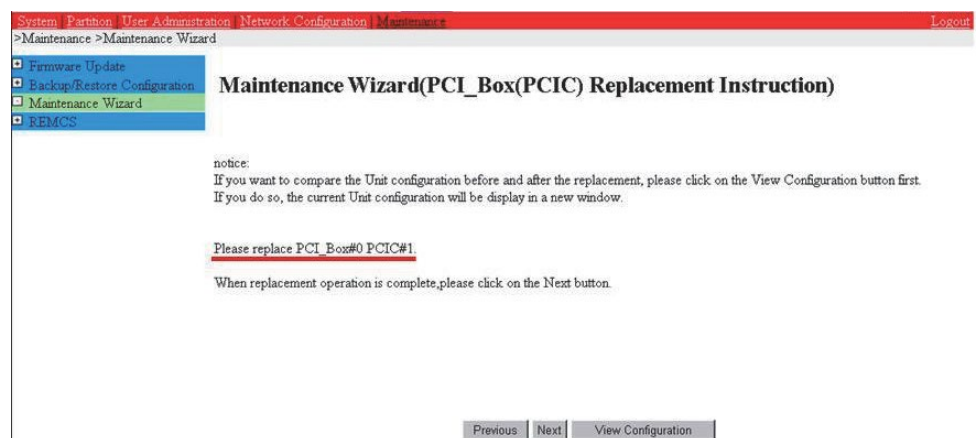 System | Partition | User Administration | Network Configuration | Maintenance Logout
>Maintenance >Maintenance Wizard
Firmware Update
Backup/Restore Configuration
Maintenance Wizard
REMCS
Maintenance Wizard(PCI_Box(PCIC) Replacement Instruction)
notice:
If you want to compare the Unit configuration before and after the replacement, please click on the View Configuration button first.
If you do so, the current Unit configuration will be display in a new window.
Please replace PCI_Box#0 PCIC#1.
When replacement operation is complete,please click on the Next button.
Previous Next View Configuration